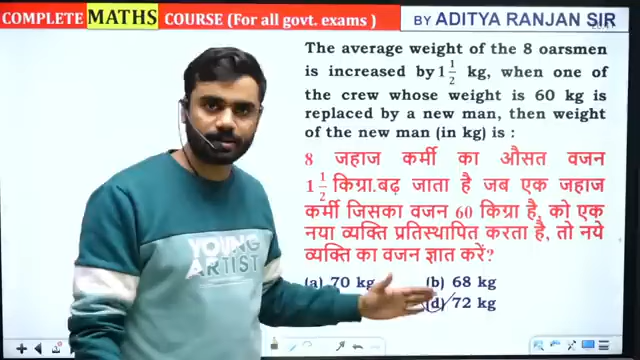 COMPLETE MATHS COURSE (For all govt. exams )
BY ADITYA RANJAN SIR
The average weight of the 8 oarsmen
is increased by 1 1/2 kg, when one of
the crew whose weight is 60 kg is
replaced by a new man, then weight
of the new man (in kg) is :
8 जहाज कर्मी का औसत वजन
1 1/2 किग्रा. बढ़ जाता है जब एक जहाज
कर्मी जिसका वजन 60 किग्रा है, को एक
नया व्यक्ति प्रतिस्थापित करता है, तो नये
व्यक्ति का वजन ज्ञात करें?
(a) 70 kg (b) 68 kg
(d) 72 kg
YOUNG
ARTIST